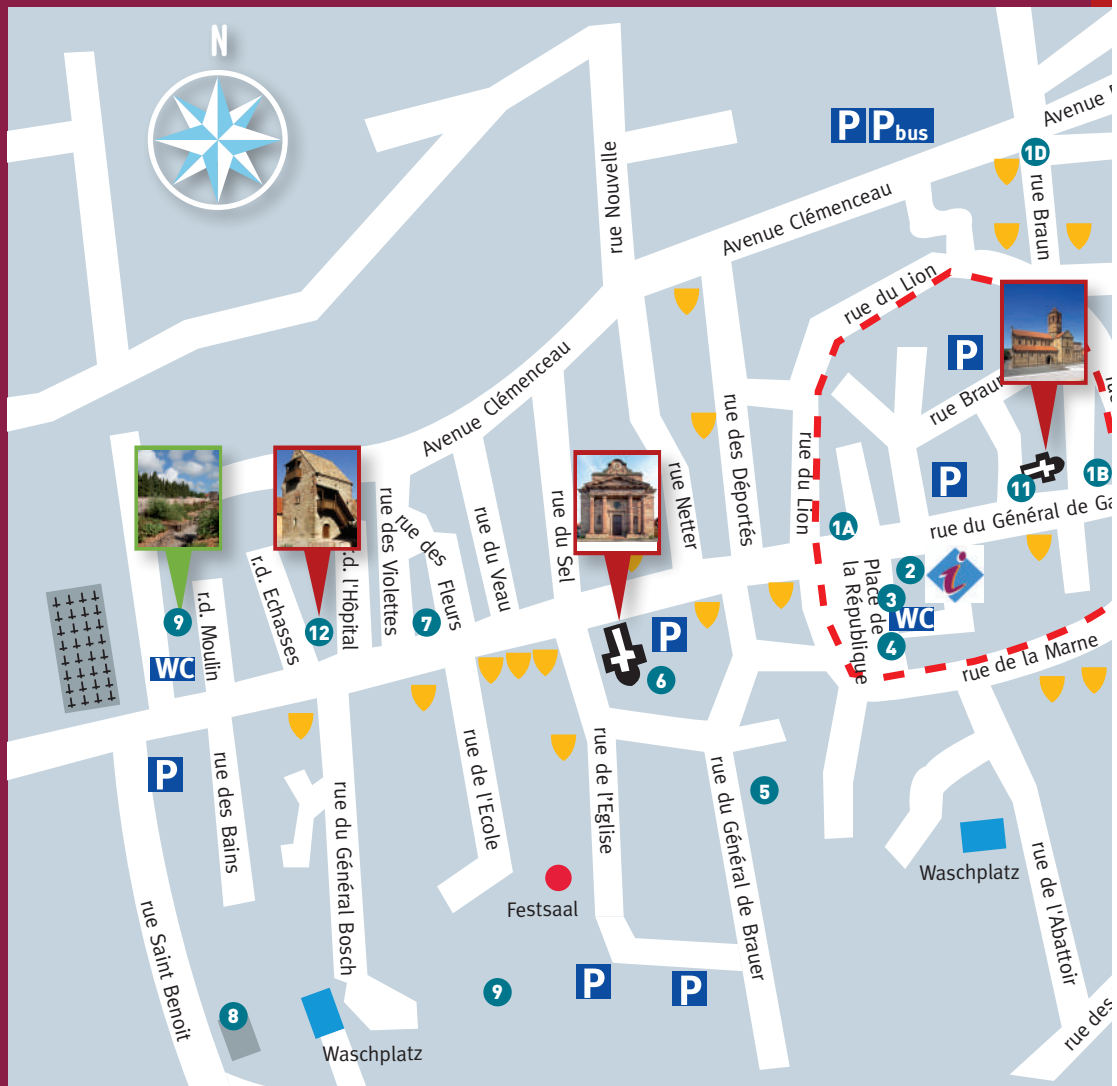 N
P Pbus
Avenue
1D
rue Braun
rue Nouvelle
Avenue Clémenceau
rue du Lion
P
rue Braun
Avenue Clémenceau
rue des Déportés
rue du Lion
rue Netter
P
11
1B
1A
rue du Général de Ga
rue du Sel
rue du Veau
rue des Fleurs
rue des Violettes
r.d. l'Hôpital
r.d. Echasses
r.d. Moulin
9
12
7
WC
Place de
la République
2
i
3
WC
4
rue de la Marne
P
6
P
rue des Bains
rue du Général Bosch
rue de l'Ecole
rue de l'Eglise
rue du Général de Brauer
5
Waschplatz
rue de l'Abattoir
Festsaal
rue Saint Benoit
9
P
P
8
Waschplatz
rue des